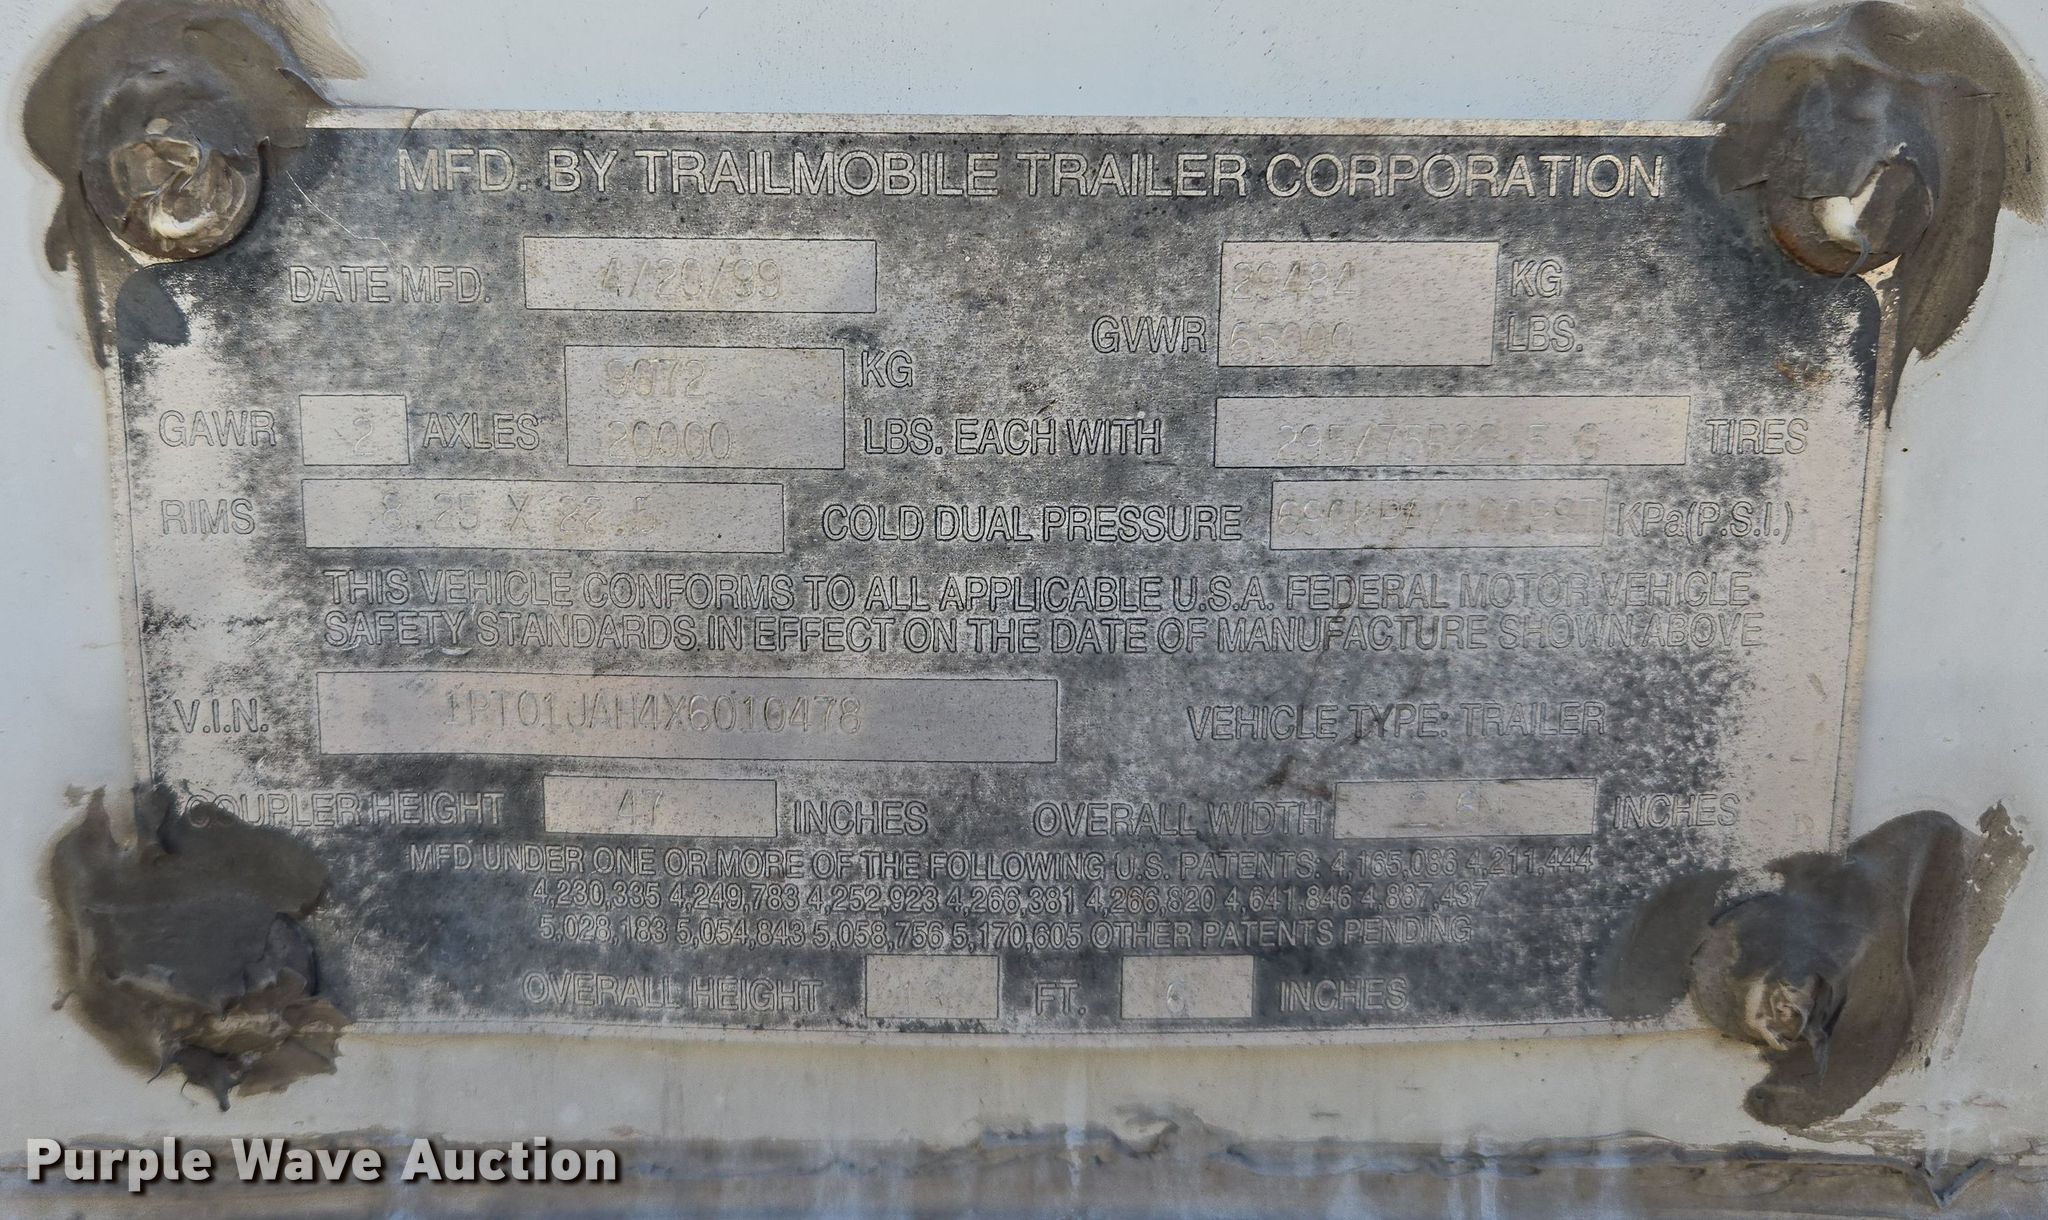 MFD. BY TRAILMOBILE TRAILER CORPORATION
DATE MFD. 4/20/99
29484 KG
GVWR 65000 LBS.
9072 KG
GAWR 2 AXLES 20000 LBS. EACH WITH 295/75R22.5 G TIRES
RIMS 8.25 X 22.5 COLD DUAL PRESSURE 690KPA/100PSI KPa(P.S.I.)
THIS VEHICLE CONFORMS TO ALL APPLICABLE U.S.A. FEDERAL MOTOR VEHICLE
SAFETY STANDARDS IN EFFECT ON THE DATE OF MANUFACTURE SHOWN ABOVE
V.I.N. 1PT01JAH4X6010478 VEHICLE TYPE: TRAILER
COUPLER HEIGHT 47 INCHES OVERALL WIDTH INCHES
MFD UNDER ONE OR MORE OF THE FOLLOWING U.S. PATENTS: 4,165,086 4,211,444
4,230,335 4,249,783 4,252,923 4,266,381 4,266,820 4,641,846 4,887,437
5,028,183 5,054,843 5,058,756 5,170,605 OTHER PATENTS PENDING
OVERALL HEIGHT FT. 6 INCHES
Purple Wave Auction